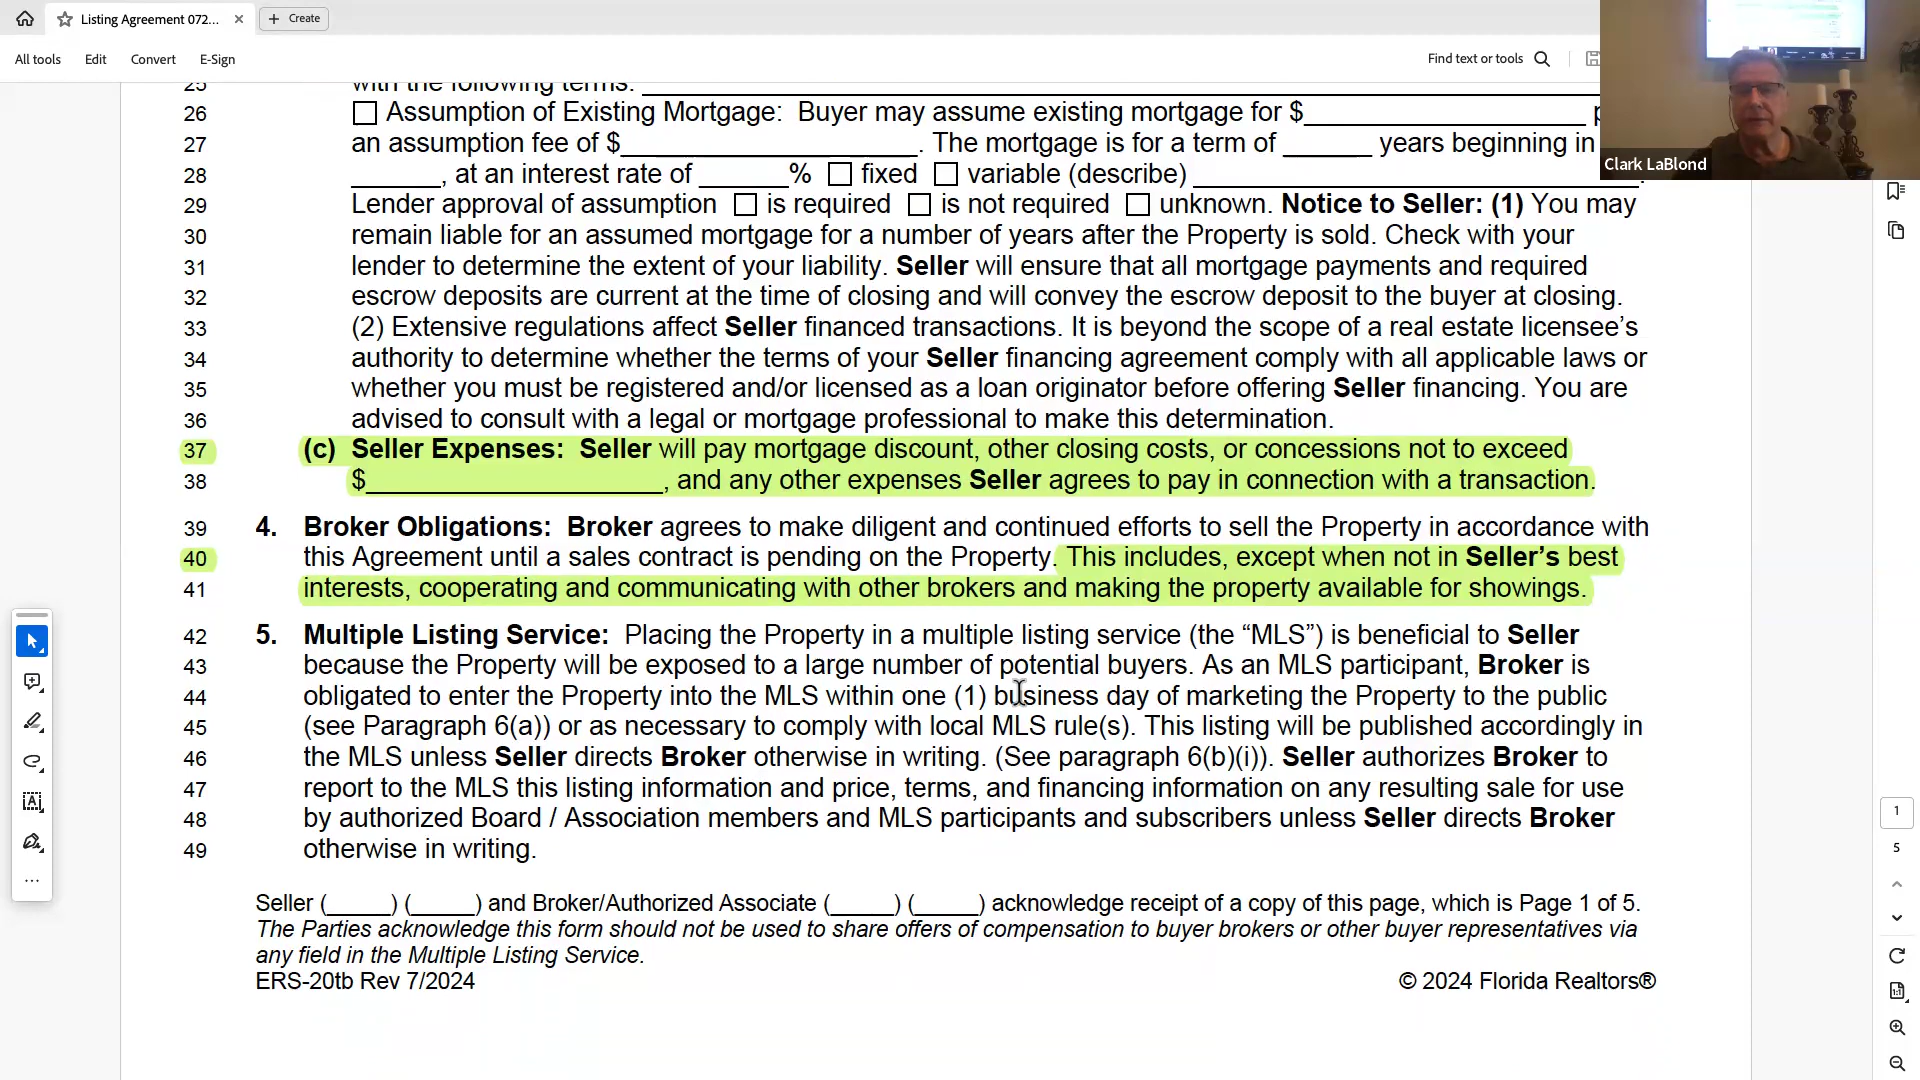 Listing Agreement 072...
Create
All tools
Edit
Convert
E-Sign
Find text or tools
Clark LaBlond
25 with the following terms: ____________________
26 Assumption of Existing Mortgage: Buyer may assume existing mortgage for $____________________
27 an assumption fee of $____________________. The mortgage is for a term of ______ years beginning in
28 ______, at an interest rate of ______% fixed variable (describe) ____________________.
29 Lender approval of assumption is required is not required unknown. Notice to Seller: (1) You may
30 remain liable for an assumed mortgage for a number of years after the Property is sold. Check with your
31 lender to determine the extent of your liability. Seller will ensure that all mortgage payments and required
32 escrow deposits are current at the time of closing and will convey the escrow deposit to the buyer at closing.
33 (2) Extensive regulations affect Seller financed transactions. It is beyond the scope of a real estate licensee's
34 authority to determine whether the terms of your Seller financing agreement comply with all applicable laws or
35 whether you must be registered and/or licensed as a loan originator before offering Seller financing. You are
36 advised to consult with a legal or mortgage professional to make this determination.
37 (c) Seller Expenses: Seller will pay mortgage discount, other closing costs, or concessions not to exceed
38 $____________________, and any other expenses Seller agrees to pay in connection with a transaction.
39 4. Broker Obligations: Broker agrees to make diligent and continued efforts to sell the Property in accordance with
40 this Agreement until a sales contract is pending on the Property. This includes, except when not in Seller's best
41 interests, cooperating and communicating with other brokers and making the property available for showings.
42 5. Multiple Listing Service: Placing the Property in a multiple listing service (the “MLS”) is beneficial to Seller
43 because the Property will be exposed to a large number of potential buyers. As an MLS participant, Broker is
44 obligated to enter the Property into the MLS within one (1) business day of marketing the Property to the public
45 (see Paragraph 6(a)) or as necessary to comply with local MLS rule(s). This listing will be published accordingly in
46 the MLS unless Seller directs Broker otherwise in writing. (See paragraph 6(b)(i)). Seller authorizes Broker to
47 report to the MLS this listing information and price, terms, and financing information on any resulting sale for use
48 by authorized Board / Association members and MLS participants and subscribers unless Seller directs Broker
49 otherwise in writing.
Seller (_____) (_____) and Broker/Authorized Associate (_____) (_____) acknowledge receipt of a copy of this page, which is Page 1 of 5.
The Parties acknowledge this form should not be used to share offers of compensation to buyer brokers or other buyer representatives via
any field in the Multiple Listing Service.
ERS-20tb Rev 7/2024 © 2024 Florida Realtors®
1
5